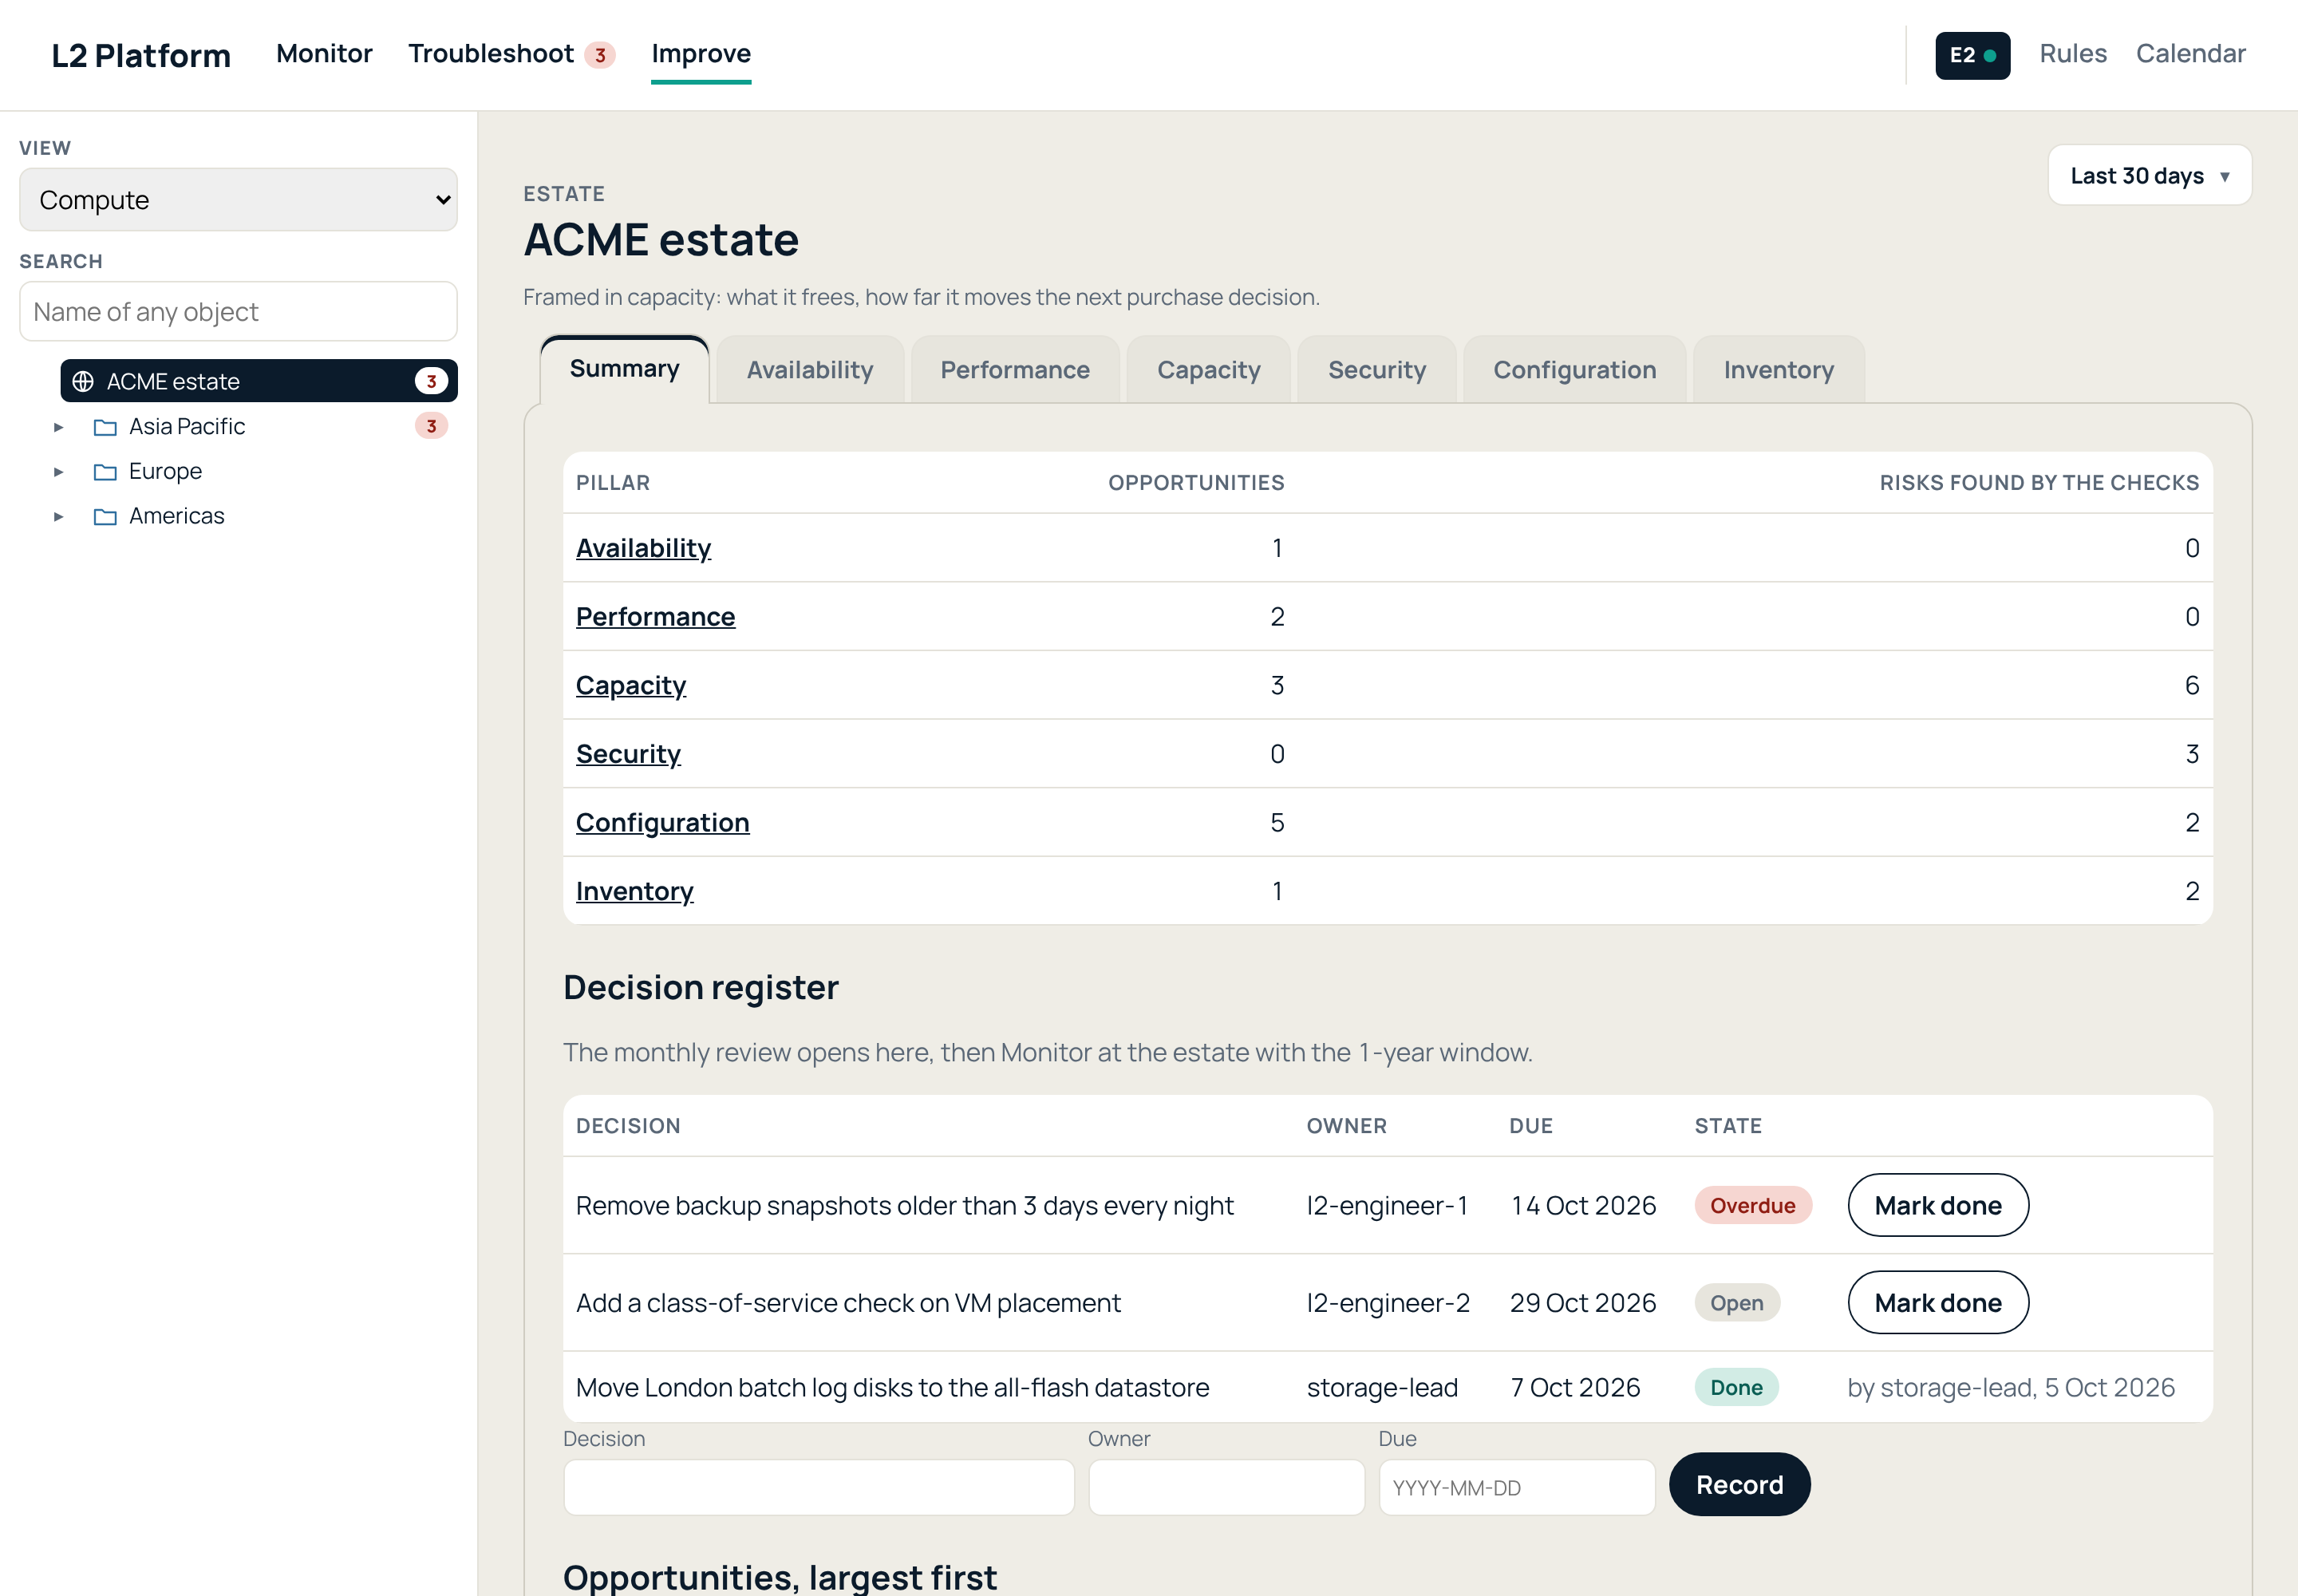 L2 Platform Monitor Troubleshoot 3 Improve E2 Rules Calendar
VIEW
Compute
SEARCH
Name of any object
ACME estate 3
Asia Pacific 3
Europe
Americas
Last 30 days
ESTATE
ACME estate
Framed in capacity: what it frees, how far it moves the next purchase decision.
Summary Availability Performance Capacity Security Configuration Inventory
PILLAR OPPORTUNITIES RISKS FOUND BY THE CHECKS
Availability 1 0
Performance 2 0
Capacity 3 6
Security 0 3
Configuration 5 2
Inventory 1 2
Decision register
The monthly review opens here, then Monitor at the estate with the 1-year window.
DECISION OWNER DUE STATE
Remove backup snapshots older than 3 days every night l2-engineer-1 14 Oct 2026 Overdue Mark done
Add a class-of-service check on VM placement l2-engineer-2 29 Oct 2026 Open Mark done
Move London batch log disks to the all-flash datastore storage-lead 7 Oct 2026 Done by storage-lead, 5 Oct 2026
Decision Owner Due
YYYY-MM-DD Record
Opportunities, largest first